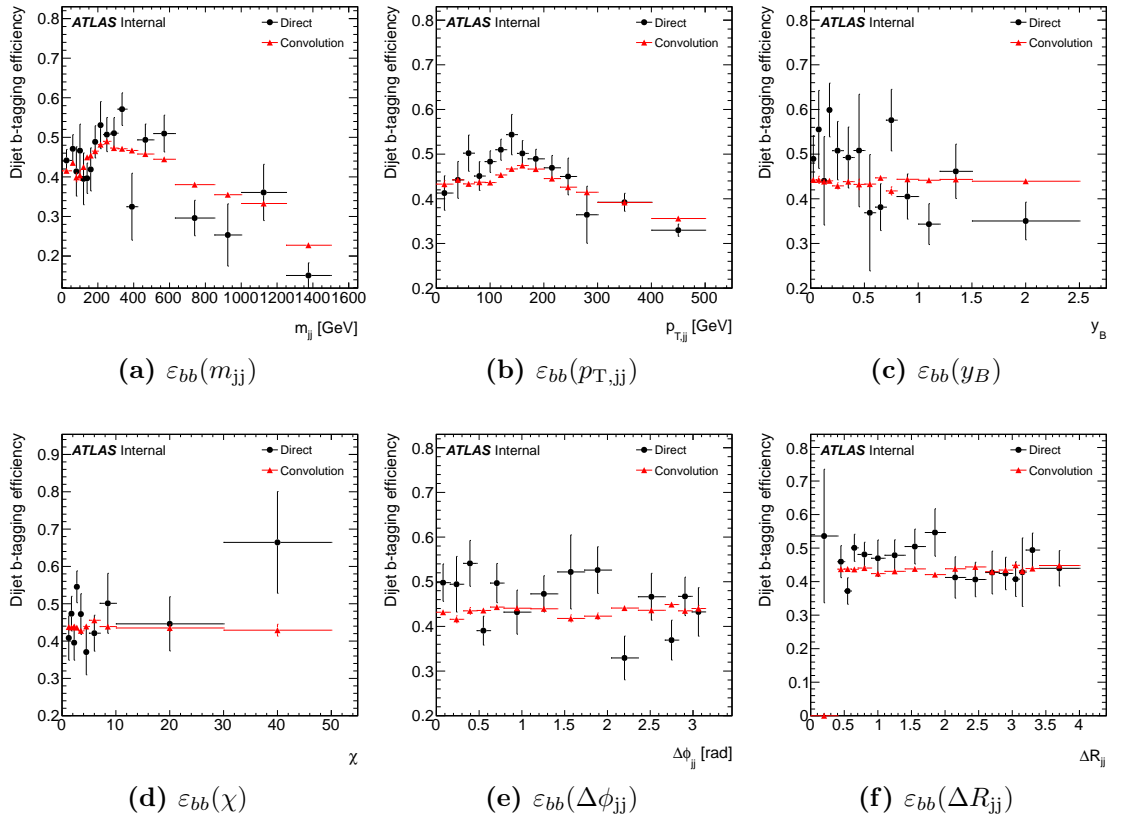 ATLAS Internal
Direct
Convolution
Dijet b-tagging efficiency
0.8
0.7
0.6
0.5
0.4
0.3
0.2
0 200 400 600 800 1000 1200 1400 1600
m_jj [GeV]
(a) ε_bb(m_jj)
ATLAS Internal
Direct
Convolution
Dijet b-tagging efficiency
0.8
0.7
0.6
0.5
0.4
0.3
0.2
0 100 200 300 400 500
p_T,jj [GeV]
(b) ε_bb(p_T,jj)
ATLAS Internal
Direct
Convolution
Dijet b-tagging efficiency
0.8
0.7
0.6
0.5
0.4
0.3
0.2
0 0.5 1 1.5 2 2.5
y_B
(c) ε_bb(y_B)
ATLAS Internal
Direct
Convolution
Dijet b-tagging efficiency
0.9
0.8
0.7
0.6
0.5
0.4
0.3
0.2
0 10 20 30 40 50
χ
(d) ε_bb(χ)
ATLAS Internal
Direct
Convolution
Dijet b-tagging efficiency
0.8
0.7
0.6
0.5
0.4
0.3
0.2
0 0.5 1 1.5 2 2.5 3
Δϕ_jj [rad]
(e) ε_bb(Δϕ_jj)
ATLAS Internal
Direct
Convolution
Dijet b-tagging efficiency
0.8
0.7
0.6
0.5
0.4
0.3
0.2
0.1
0
0.5 1 1.5 2 2.5 3 3.5 4
ΔR_jj
(f) ε_bb(ΔR_jj)